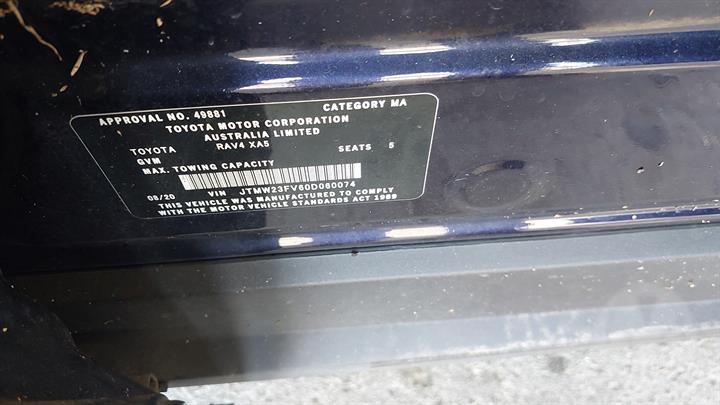 APPROVAL NO. 49881 CATEGORY MA
TOYOTA MOTOR CORPORATION
AUSTRALIA LIMITED
TOYOTA RAV4 XA5 SEATS 5
GVM
MAX. TOWING CAPACITY
08/20 VIN JTMW23FV60D060074
THIS VEHICLE WAS MANUFACTURED TO COMPLY
WITH THE MOTOR VEHICLE STANDARDS ACT 1989